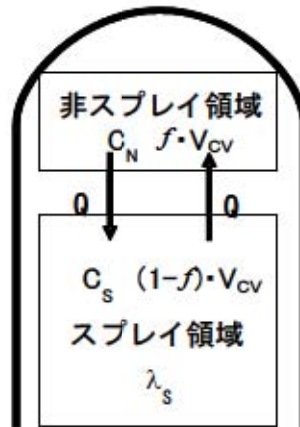 非スプレイ領域
C_N f・V_CV
Q Q
C_S (1-f)・V_CV
スプレイ領域
λ_S